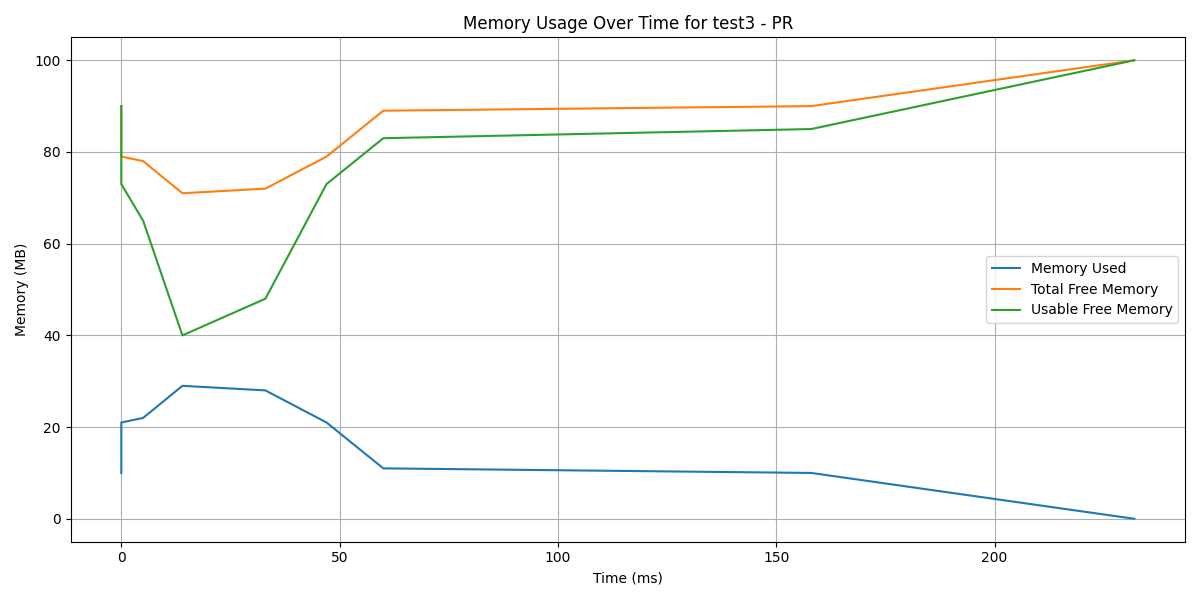 Memory Usage Over Time for test3 - PR
Memory (MB)
100
80
60
40
20
0
Memory Used
Total Free Memory
Usable Free Memory
0 50 100 150 200
Time (ms)